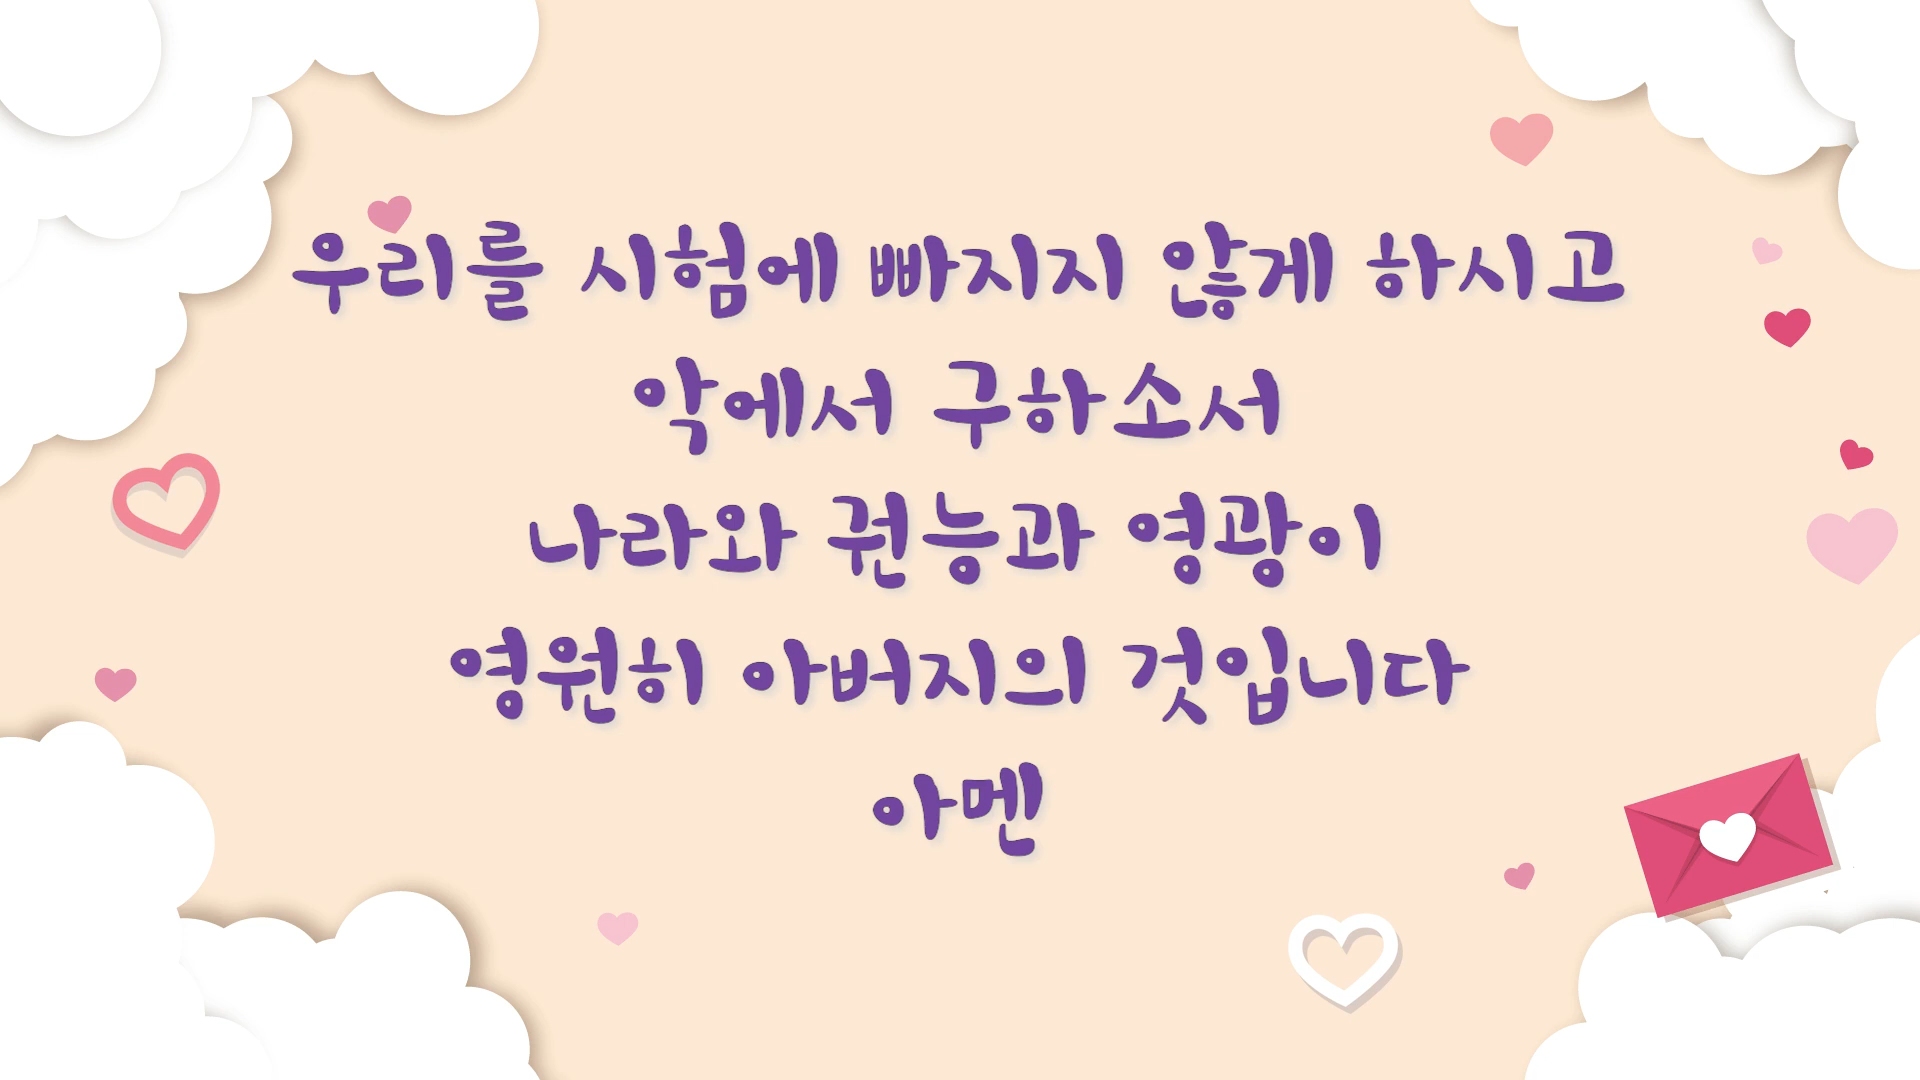 우리를 시험에 빠지지 않게 하시고
악에서 구하소서
나라와 권능과 영광이
영원히 아버지의 것입니다
아멘